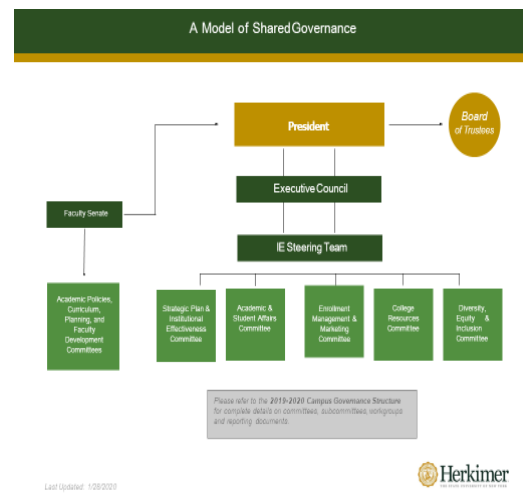 A Model of Shared Governance
President
Board
of Trustees
Executive Council
Faculty Senate
IE Steering Team
Academic Policies,
Curriculum,
Planning, and
Faculty
Development
Committees
Strategic Plan &
Institutional
Effectiveness
Committee
Academic &
Student Affairs
Committee
Enrollment
Management &
Marketing
Committee
College
Resources
Committee
Diversity,
Equity &
Inclusion
Committee
Please refer to the 2019-2020 Campus Governance Structure
for complete details on committees, subcommittees, workgroups
and reporting documents.
Last Updated: 1/28/2020
Herkimer